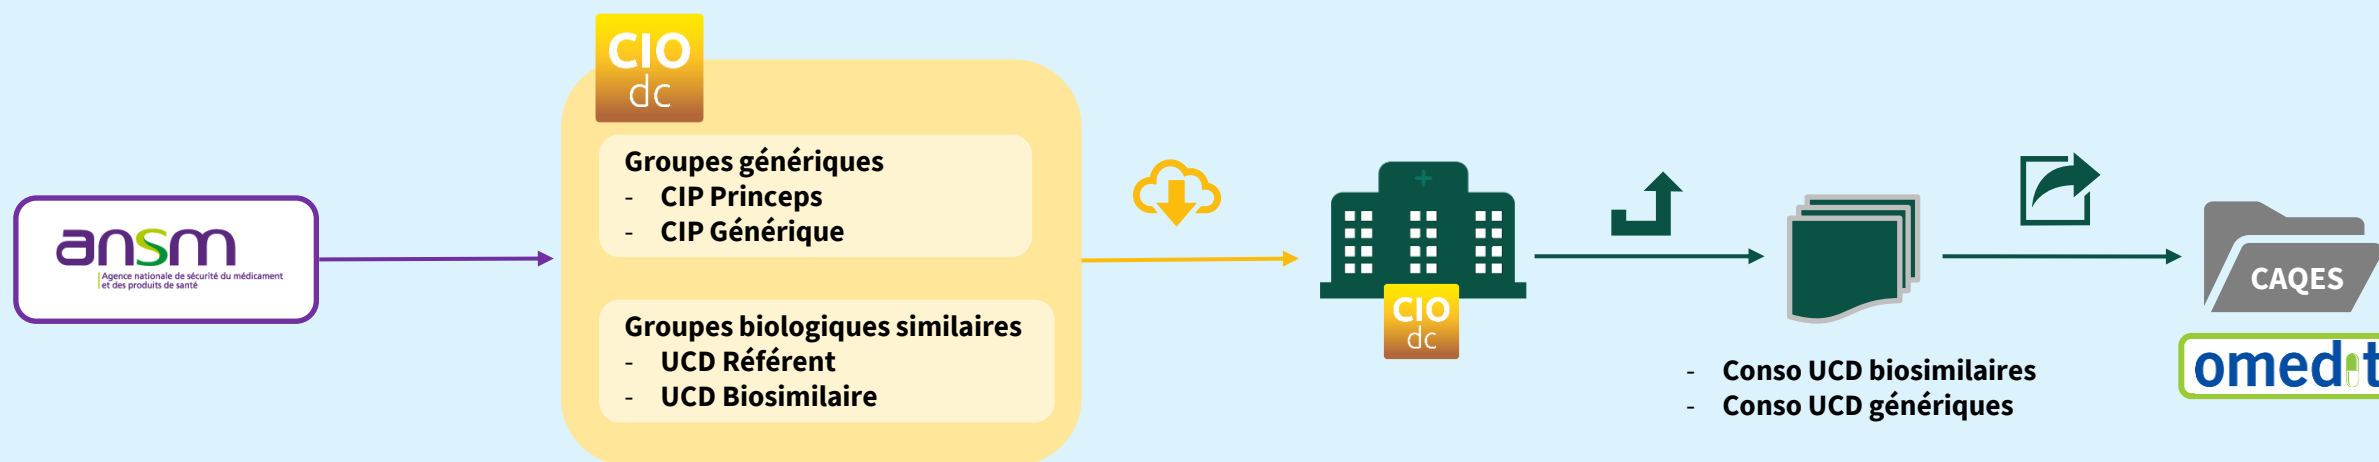 CIO
dc
Groupes génériques
- CIP Princeps
- CIP Générique
ansm
Agence nationale de sécurité du médicament
et des produits de santé
Groupes biologiques similaires
- UCD Référent
- UCD Biosimilaire
CIO
dc
- Conso UCD biosimilaires
- Conso UCD génériques
CAQES
omedit